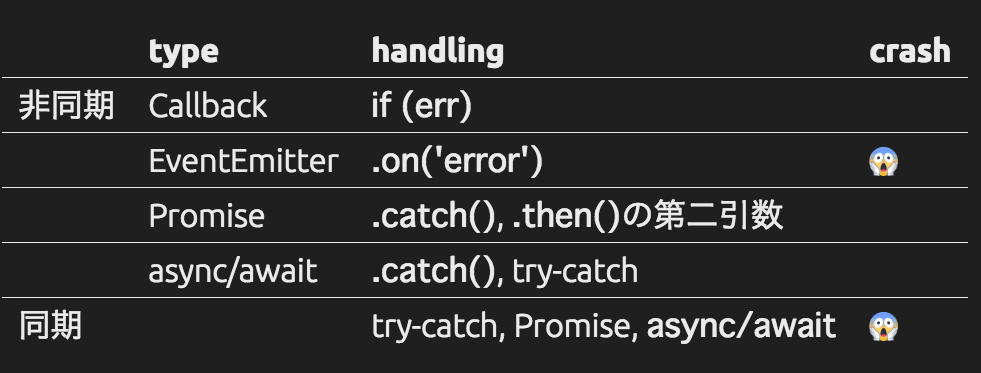 type handling crash
非同期 Callback if (err)
EventEmitter .on('error') 😱
Promise .catch(), .then()の第二引数
async/await .catch(), try-catch
同期 try-catch, Promise, async/await 😱